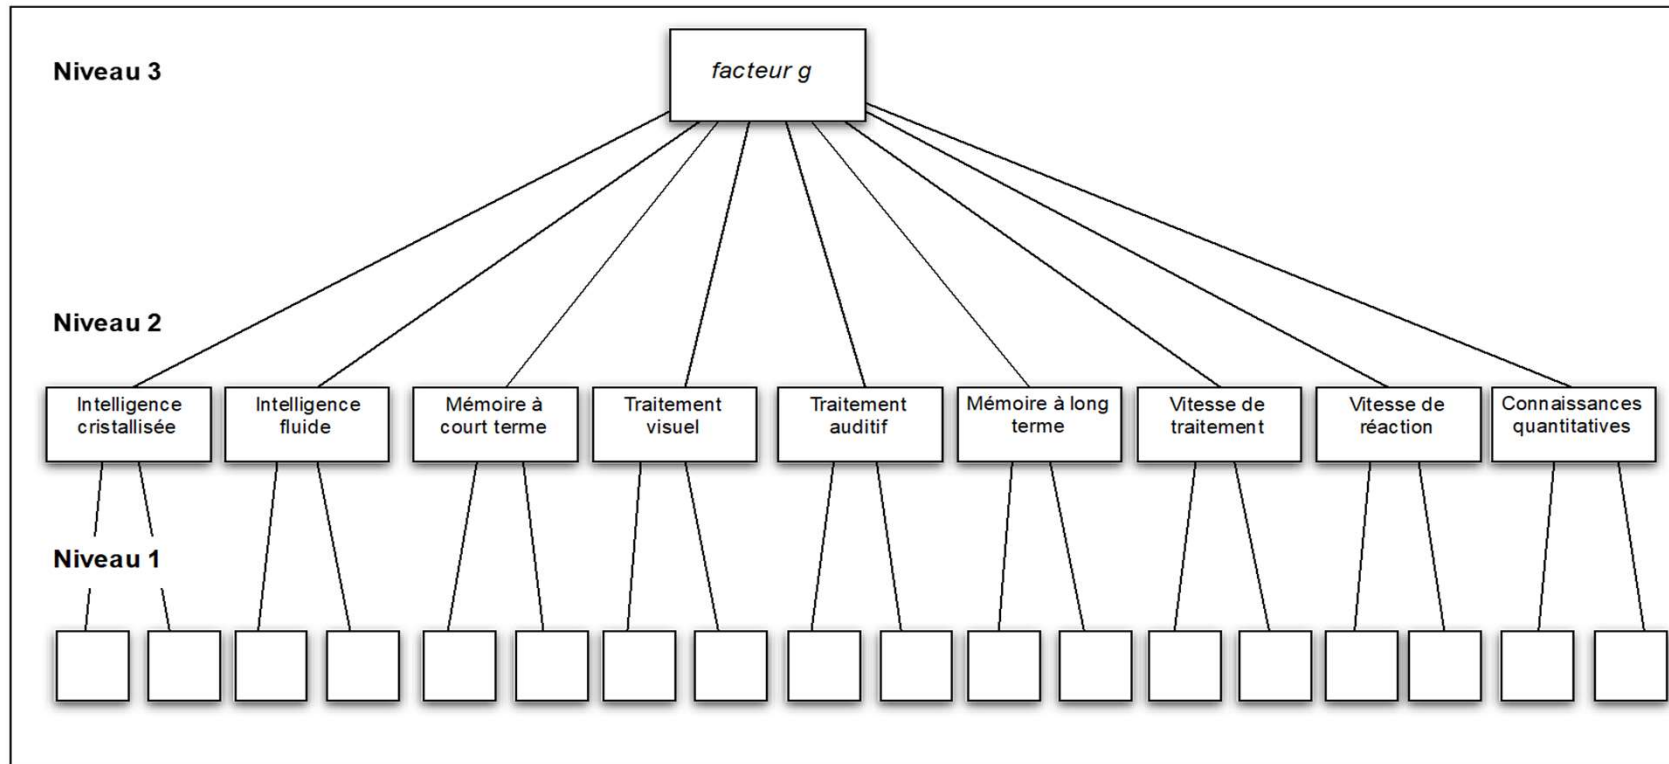 Niveau 3
facteur g
Niveau 2
Intelligence
cristallisée
Intelligence
fluide
Mémoire à
court terme
Traitement
visuel
Traitement
auditif
Mémoire à long
terme
Vitesse de
traitement
Vitesse de
réaction
Connaissances
quantitatives
Niveau 1